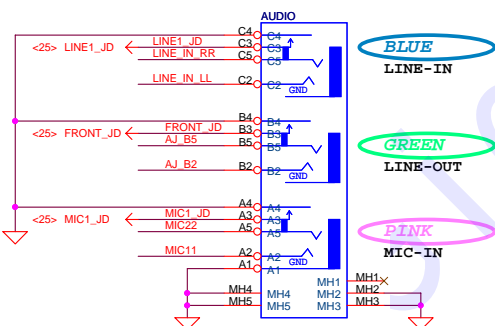 AUDIO
C4 C4
<25> LINE1_JD LINE1_JD C3 C3
LINE_IN_RR C5 C5
LINE_IN_LL C2 C2
GND
BLUE
LINE-IN
B4 B4
<25> FRONT_JD FRONT_JD B3 B3
AJ_B5 B5 B5
AJ_B2 B2 B2
GND
GREEN
LINE-OUT
A4 A4
<25> MIC1_JD MIC1_JD A3 A3
MIC22 A5 A5
MIC11 A2 A2
GND
A1 A1
PINK
MIC-IN
MH1 MH1
MH4 MH4 MH2 MH2
MH5 MH5 MH3 MH3